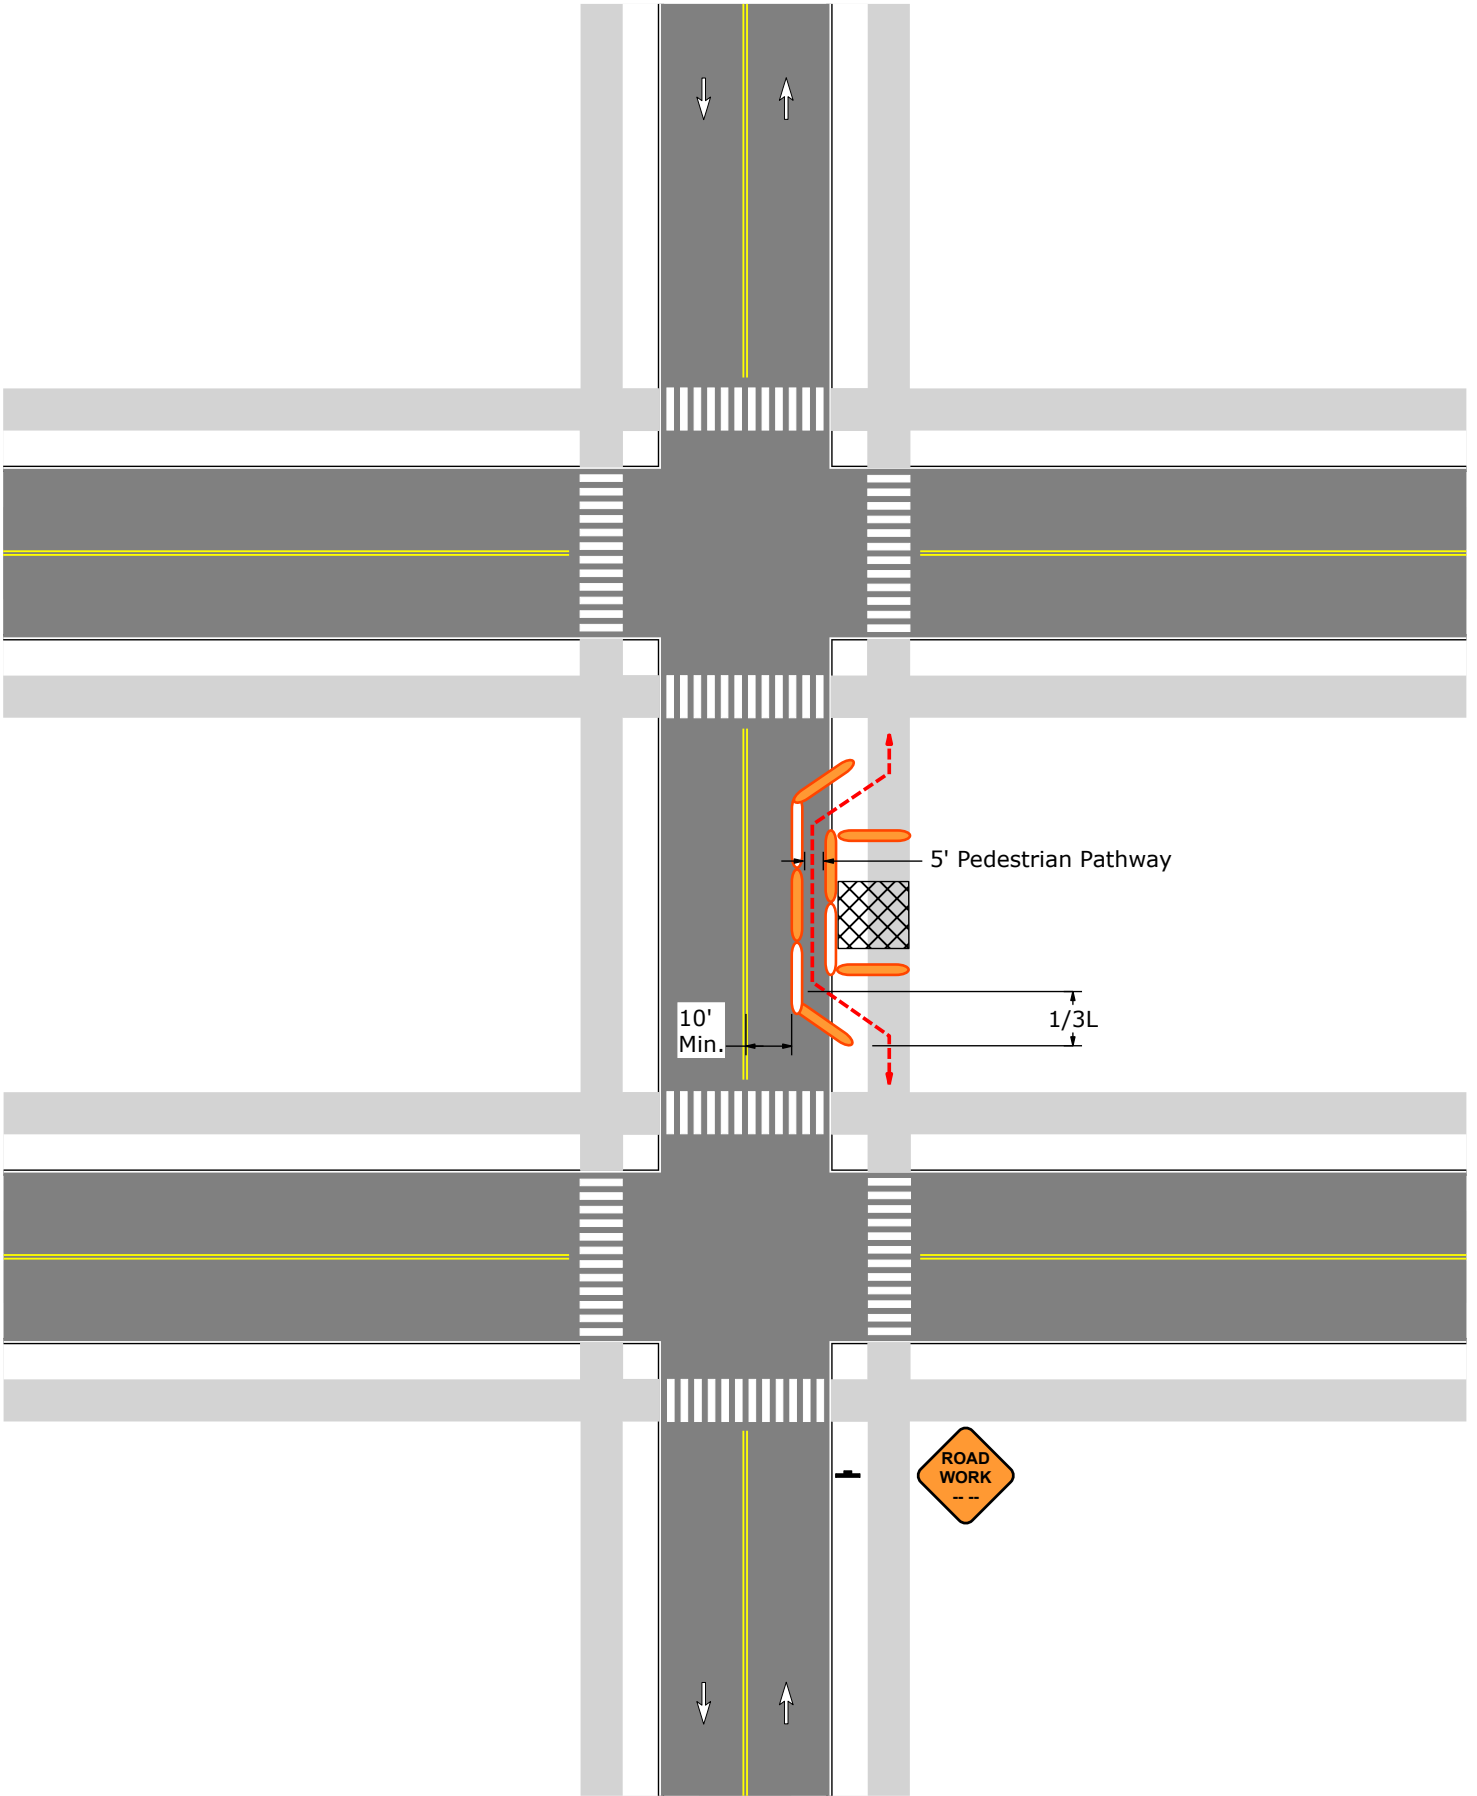 5' Pedestrian Pathway
10'
Min.
1/3L
ROAD
WORK
-- --